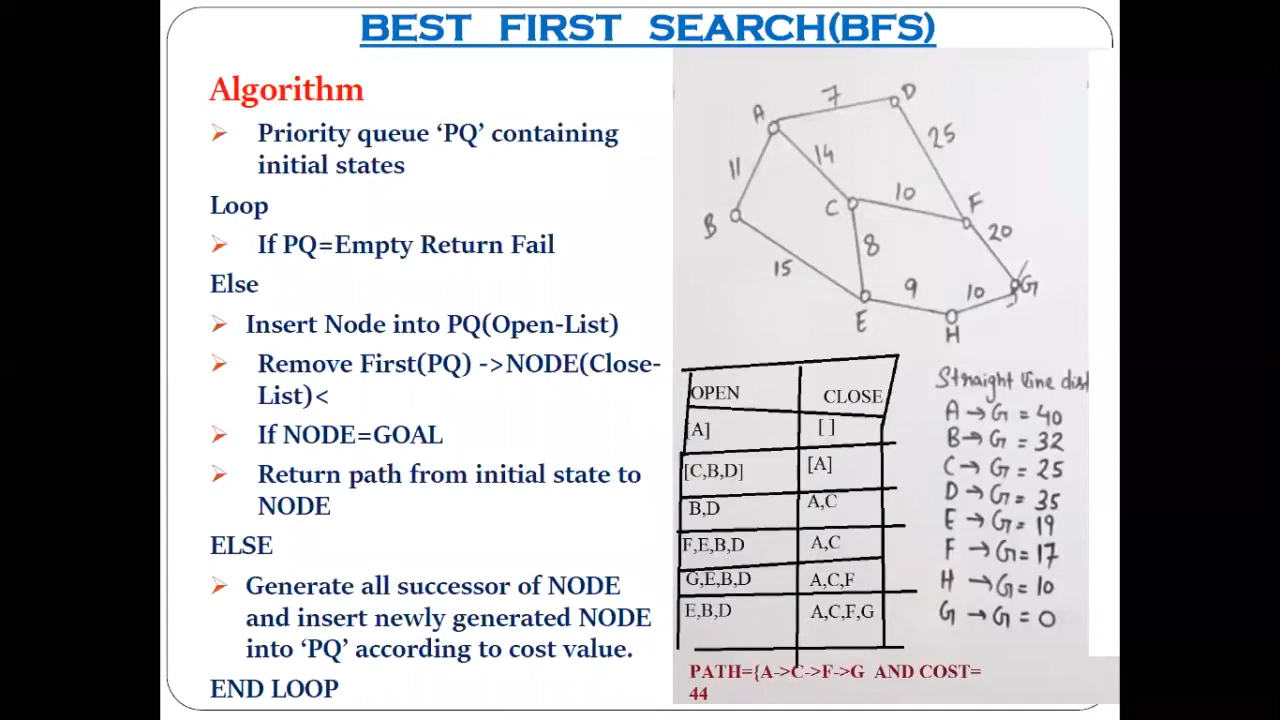 BEST FIRST SEARCH(BFS)
Algorithm
➢ Priority queue ‘PQ’ containing
initial states
Loop
➢ If PQ=Empty Return Fail
Else
➢ Insert Node into PQ(Open-List)
➢ Remove First(PQ) ->NODE(Close-
List)<
➢ If NODE=GOAL
➢ Return path from initial state to
NODE
ELSE
➢ Generate all successor of NODE
and insert newly generated NODE
into ‘PQ’ according to cost value.
END LOOP
A 7 D
11 14 25
B C 10 F
8 20
15 9 10 G
E H
OPEN CLOSE
[A] [ ]
[C,B,D] [A]
B,D A,C
F,E,B,D A,C
G,E,B,D A,C,F
E,B,D A,C,F,G
Straight line dist
A → G = 40
B → G = 32
C → G = 25
D → G = 35
E → G = 19
F → G = 17
H → G = 10
G → G = 0
PATH={A->C->F->G AND COST=
44